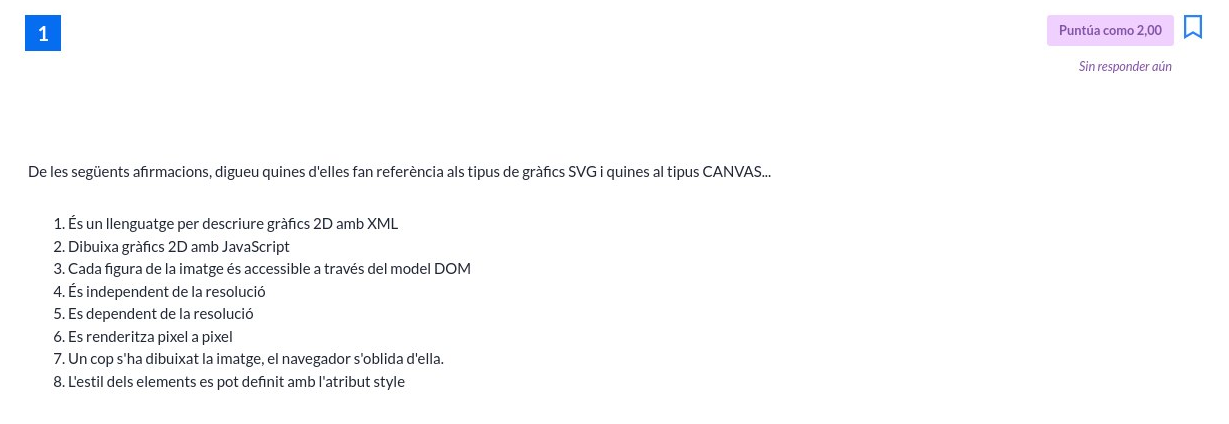 1
Puntúa como 2,00
Sin responder aún
De les següents afirmacions, digueu quines d'elles fan referència als tipus de gràfics SVG i quines al tipus CANVAS...
1. És un llenguatge per descriure gràfics 2D amb XML
2. Dibuixa gràfics 2D amb JavaScript
3. Cada figura de la imatge és accessible a través del model DOM
4. És independent de la resolució
5. Es dependent de la resolució
6. Es renderitza pixel a pixel
7. Un cop s'ha dibuixat la imatge, el navegador s'oblida d'ella.
8. L'estil dels elements es pot definit amb l'atribut style